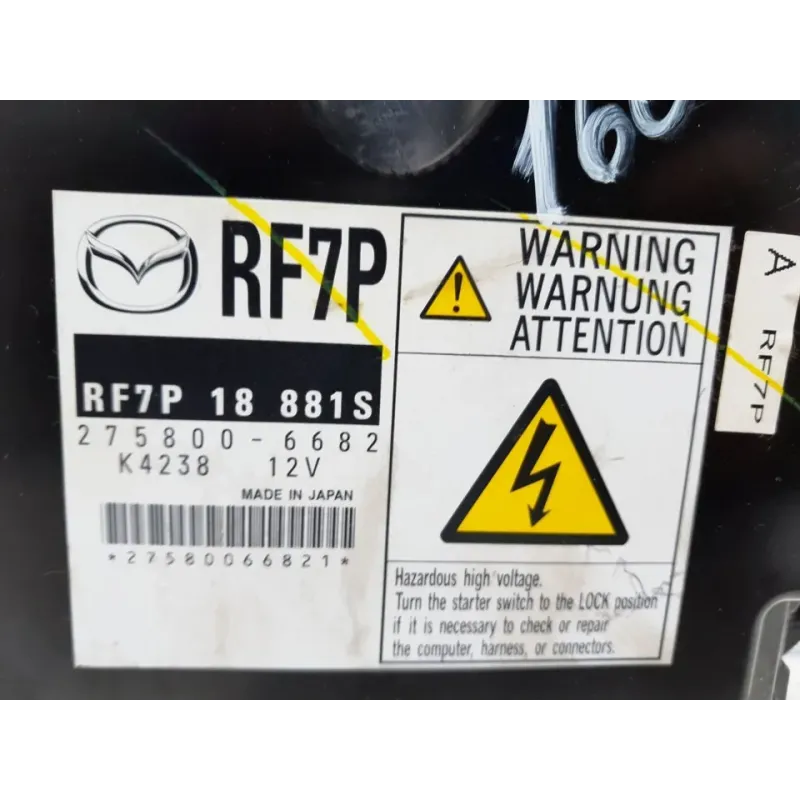 160
RF7P
RF7P 18 881S
275800-6682
K4238 12V
MADE IN JAPAN
*27580066821*
WARNING
WARNUNG
ATTENTION
Hazardous high voltage.
Turn the starter switch to the LOCK position
if it is necessary to check or repair
the computer, harness, or connectors.
A RF7P